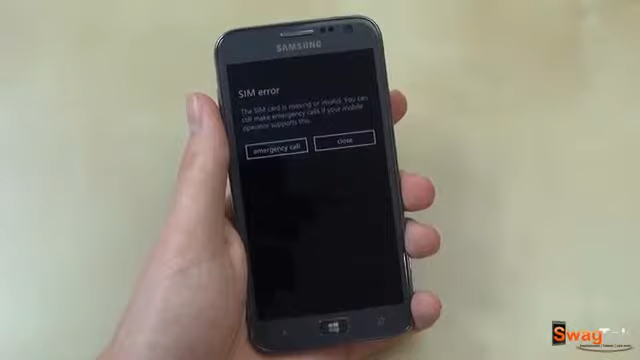 SAMSUNG
SIM error
The SIM card is missing or invalid. You can
still make emergency calls if your mobile
operator supports this.
emergency call
close
Swag